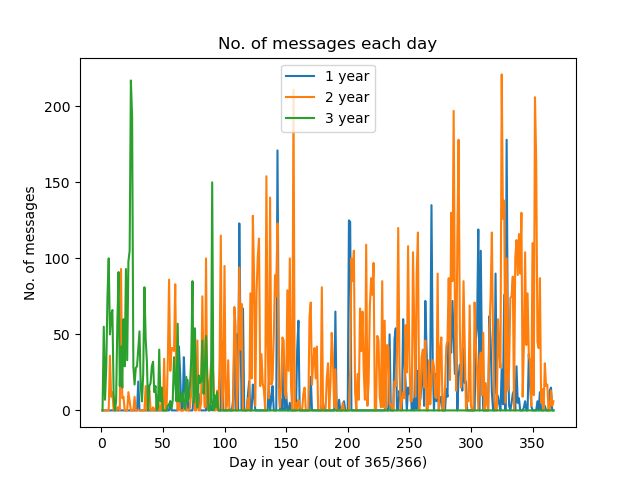 No. of messages each day
1 year
2 year
3 year
No. of messages
200
150
100
50
0
0 50 100 150 200 250 300 350
Day in year (out of 365/366)